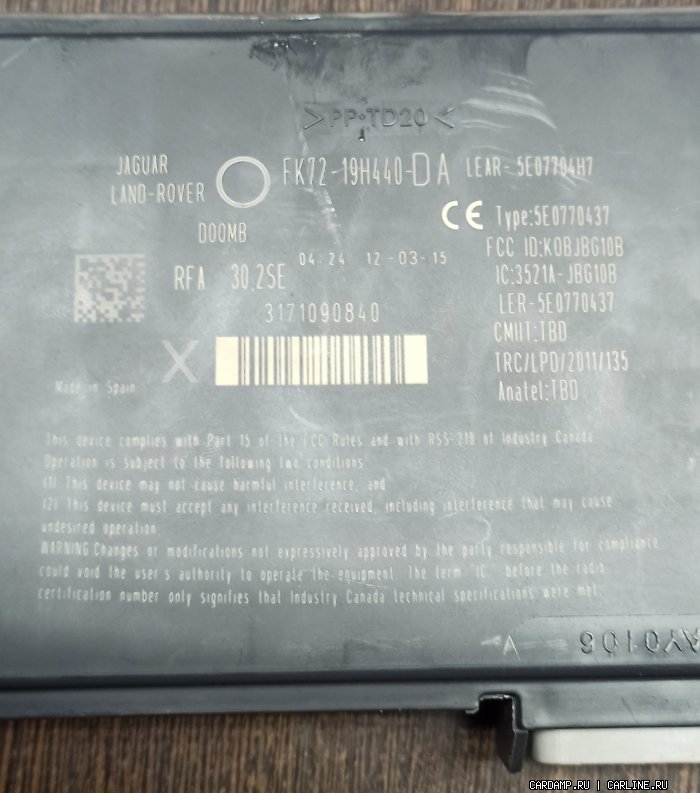 >PP-TD20<
JAGUAR
LAND-ROVER
FK72-19H440-DA
LEAR- 5E07704H7
CE
Type:5E0770437
D00MB
FCC ID:KOBJBG10B
04:24 12-03-15
RFA 30.2SE
IC:3521A-JBG10B
LER-5E0770437
3171090840
CMIIT:TBD
X
TRC/LPD/2011/135
Made in Spain
Anatel:TBD
This device complies with Part 15 of the FCC Rules and with RSS-210 of Industry Canada.
Operation is subject to the following two conditions
(1) This device may not cause harmful interference, and
(2) This device must accept any interference received, including interference that may cause
undesired operation.
WARNING:Changes or modifications not expressively approved by the party responsible for compliance
could void the user's authority to operate the equipment. The term "IC" before the radio
certification number only signifies that Industry Canada technical specifications were met.
AY0108
CARDAMP.RU | CARLINE.RU